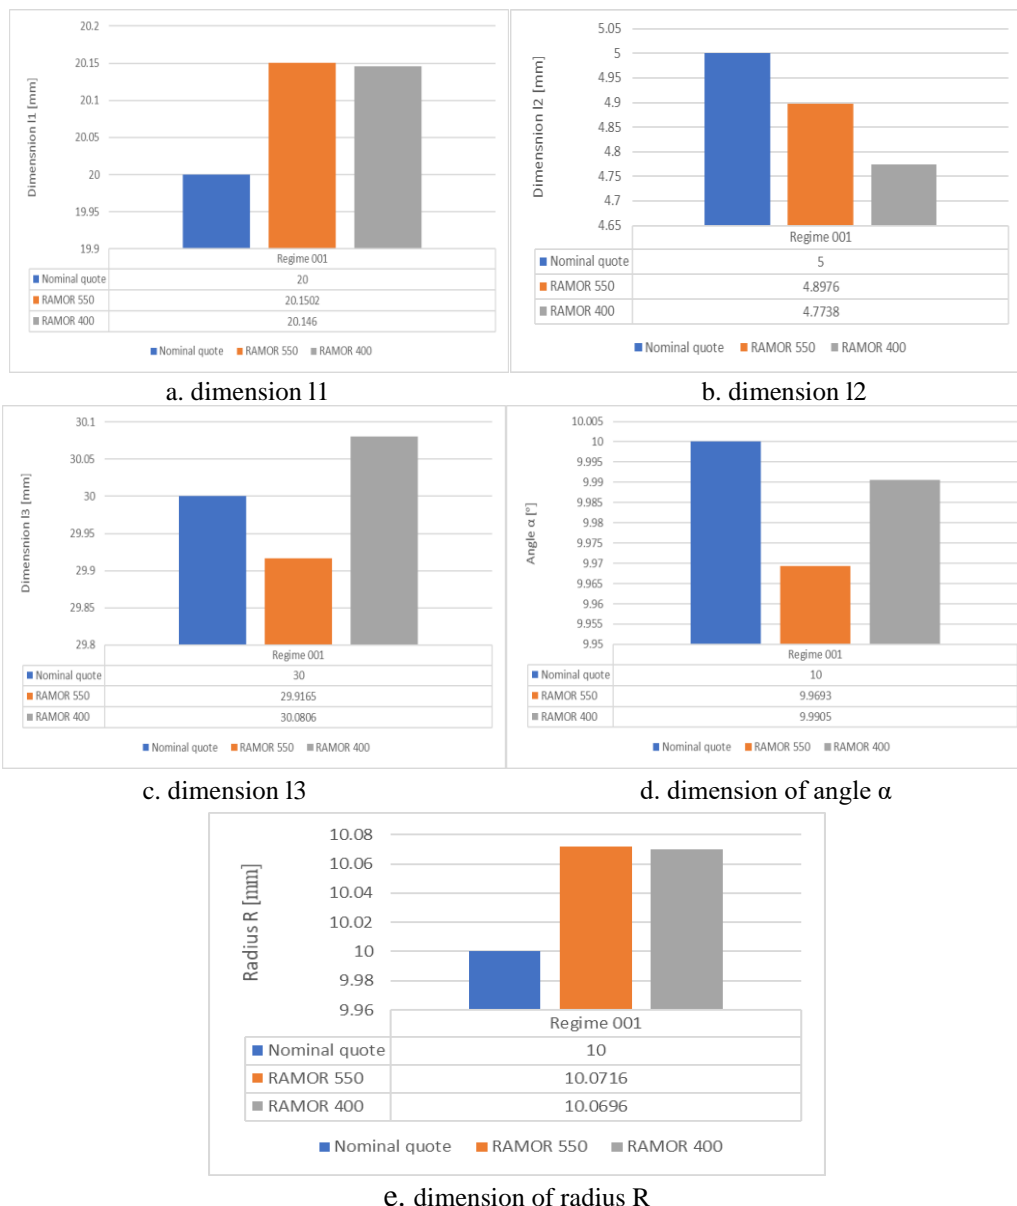 20.2
20.15
20.1
20.05
20
19.95
19.9
Dimensnion l1 [mm]
Regime 001
Nominal quote 20
RAMOR 550 20.1502
RAMOR 400 20.146
Nominal quote RAMOR 550 RAMOR 400
a. dimension l1
5.05
5
4.95
4.9
4.85
4.8
4.75
4.7
4.65
Dimensnion l2 [mm]
Regime 001
Nominal quote 5
RAMOR 550 4.8976
RAMOR 400 4.7738
Nominal quote RAMOR 550 RAMOR 400
b. dimension l2
30.1
30.05
30
29.95
29.9
29.85
29.8
Dimensnion l3 [mm]
Regime 001
Nominal quote 30
RAMOR 550 29.9165
RAMOR 400 30.0806
Nominal quote RAMOR 550 RAMOR 400
c. dimension l3
10.005
10
9.995
9.99
9.985
9.98
9.975
9.97
9.965
9.96
9.955
9.95
Angle α [°]
Regime 001
Nominal quote 10
RAMOR 550 9.9693
RAMOR 400 9.9905
Nominal quote RAMOR 550 RAMOR 400
d. dimension of angle α
10.08
10.06
10.04
10.02
10
9.98
9.96
Radius R [mm]
Regime 001
Nominal quote 10
RAMOR 550 10.0716
RAMOR 400 10.0696
Nominal quote RAMOR 550 RAMOR 400
e. dimension of radius R